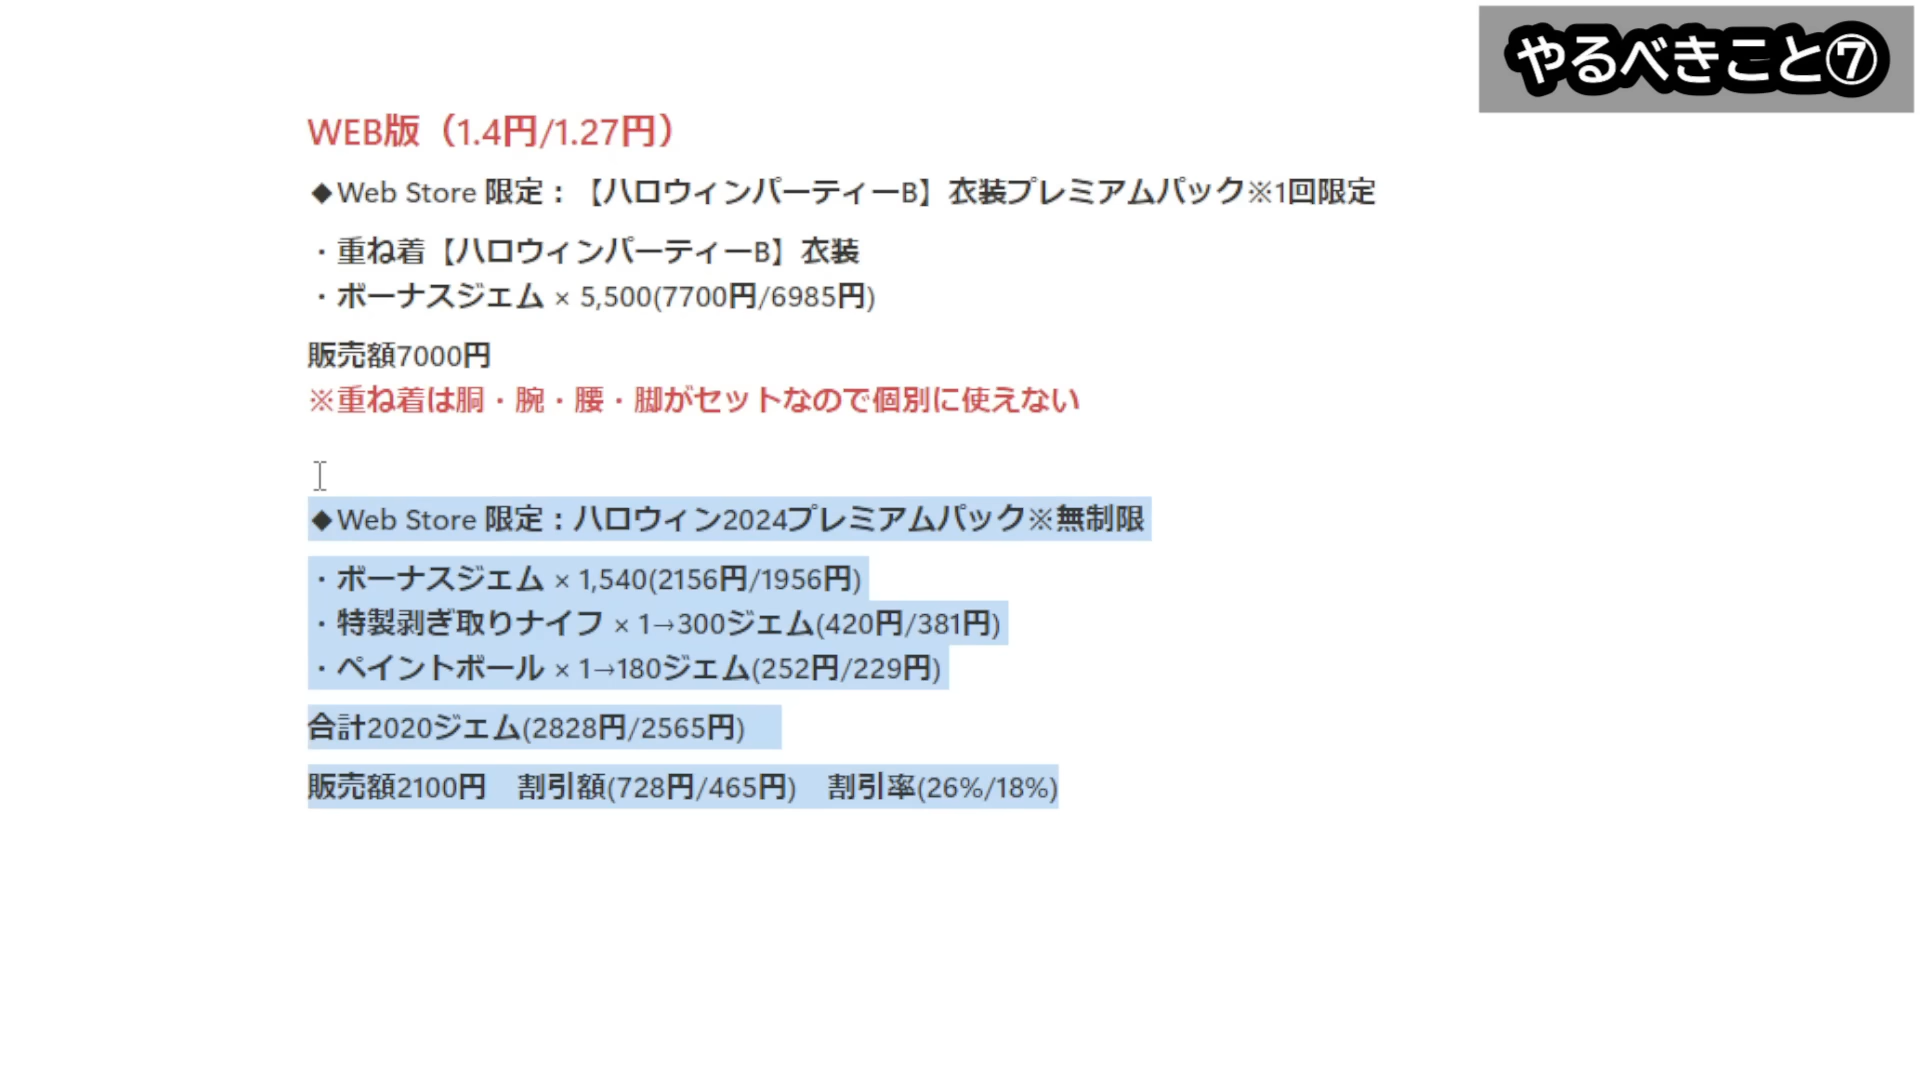 やるべきこと⑦
WEB版（1.4円/1.27円）
◆Web Store 限定：【ハロウィンパーティーB】衣装プレミアムパック※1回限定
・重ね着【ハロウィンパーティーB】衣装
・ボーナスジェム × 5,500(7700円/6985円)
販売額7000円
※重ね着は胴・腕・腰・脚がセットなので個別に使えない
◆Web Store 限定：ハロウィン2024プレミアムパック※無制限
・ボーナスジェム × 1,540(2156円/1956円)
・特製剥ぎ取りナイフ × 1→300ジェム(420円/381円)
・ペイントボール × 1→180ジェム(252円/229円)
合計2020ジェム(2828円/2565円)
販売額2100円　割引額(728円/465円)　割引率(26%/18%)